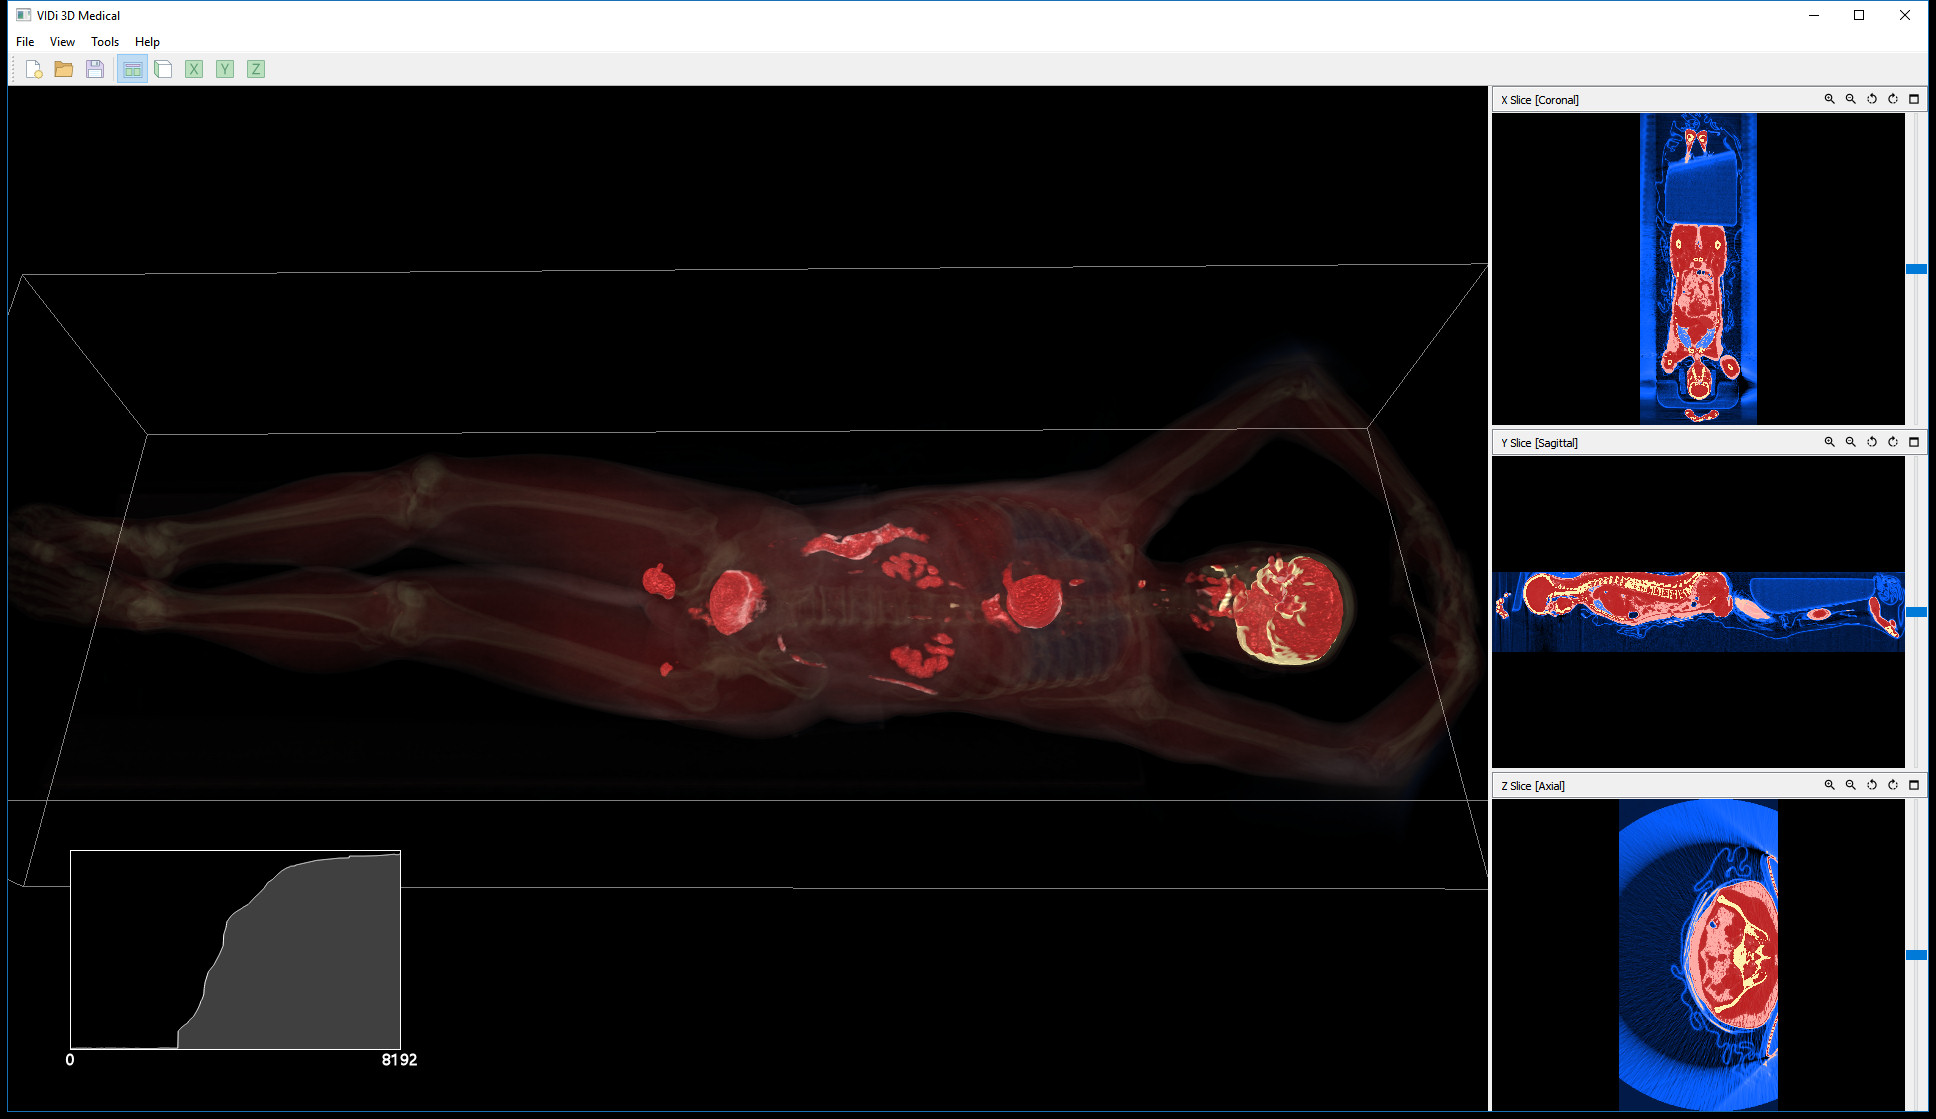 VIDi 3D Medical
File View Tools Help
X Y Z
X Slice [Coronal]
Y Slice [Sagittal]
Z Slice [Axial]
0 8192